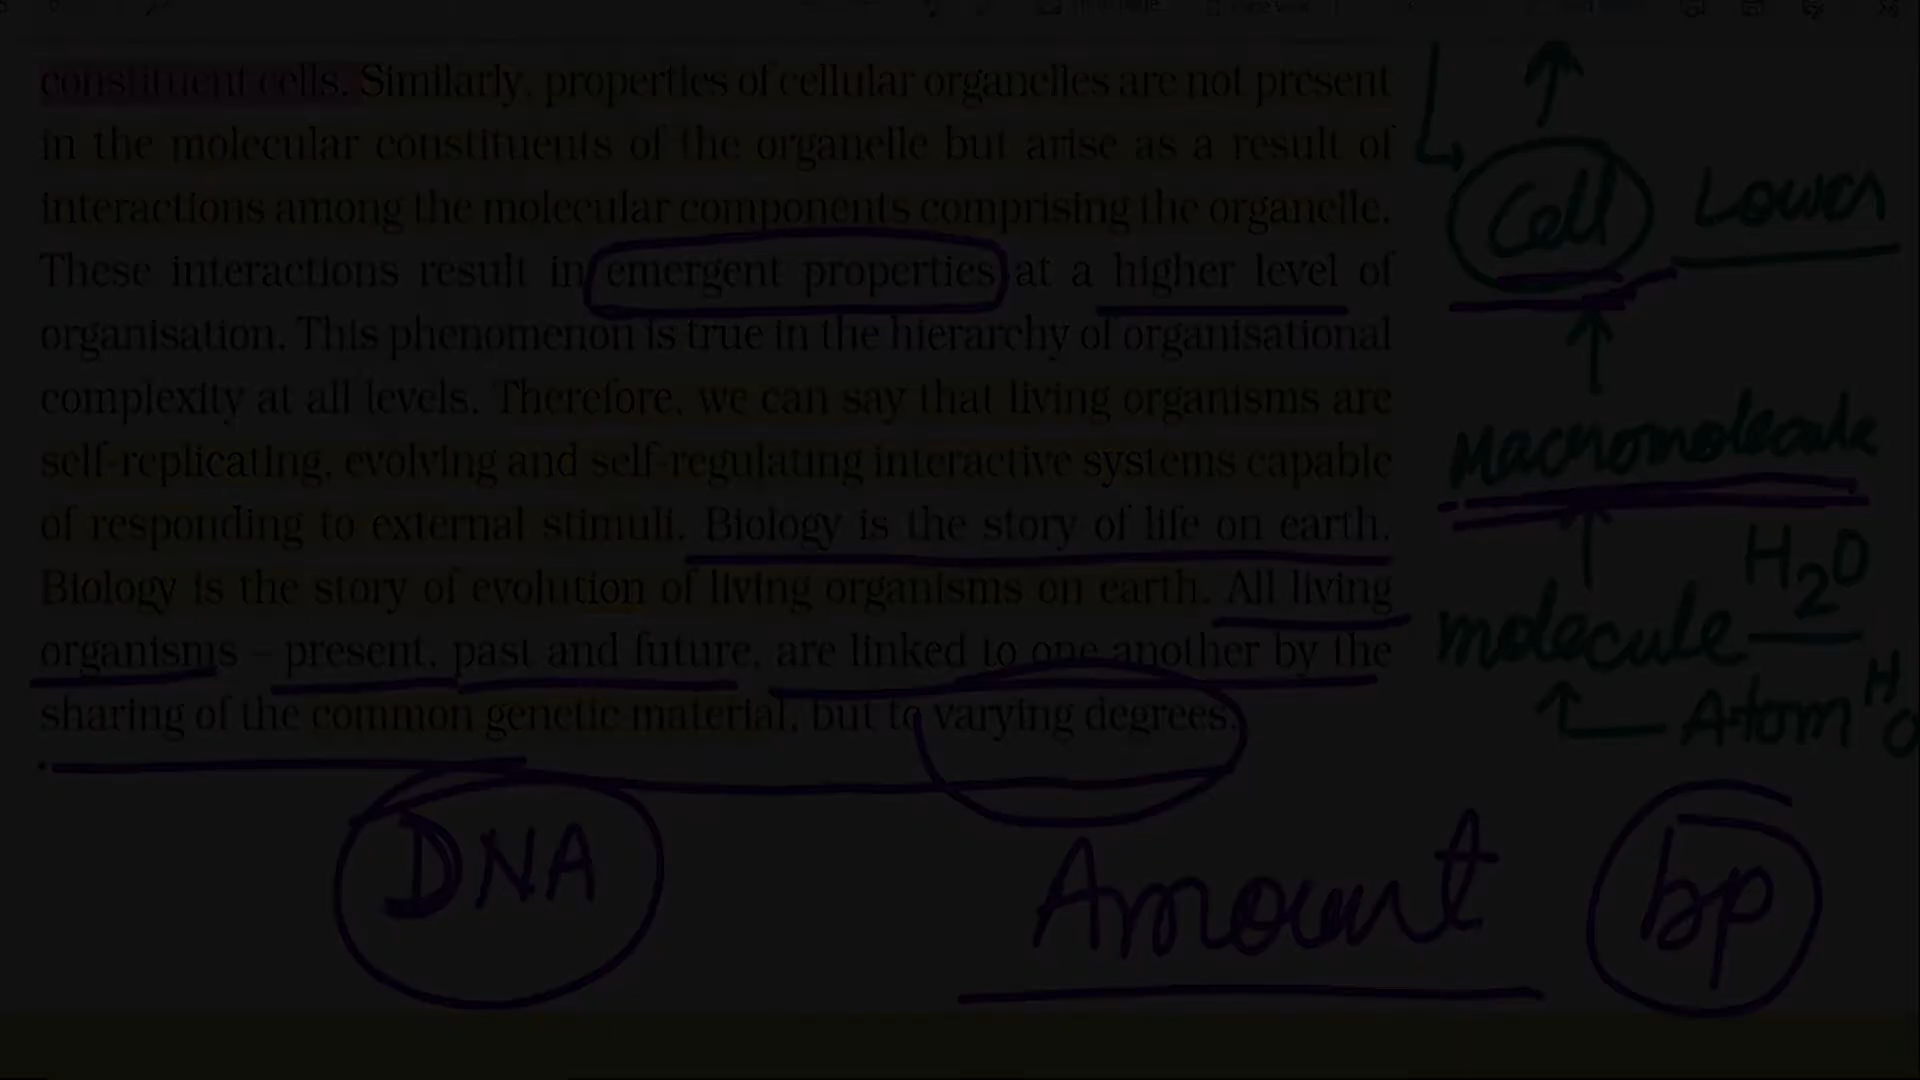 constituent cells. Similarly, properties of cellular organelles are not present
in the molecular constituents of the organelle but arise as a result of
interactions among the molecular components comprising the organelle.
These interactions result in emergent properties at a higher level of
organisation. This phenomenon is true in the hierarchy of organisational
complexity at all levels. Therefore, we can say that living organisms are
self-replicating, evolving and self-regulating interactive systems capable
of responding to external stimuli. Biology is the story of life on earth.
Biology is the story of evolution of living organisms on earth. All living
organisms – present, past and future, are linked to one another by the
sharing of the common genetic material, but to varying degrees.
Cell Lower
Macromolecule
H2O
molecule
Atom H
O
DNA
Amount
bp